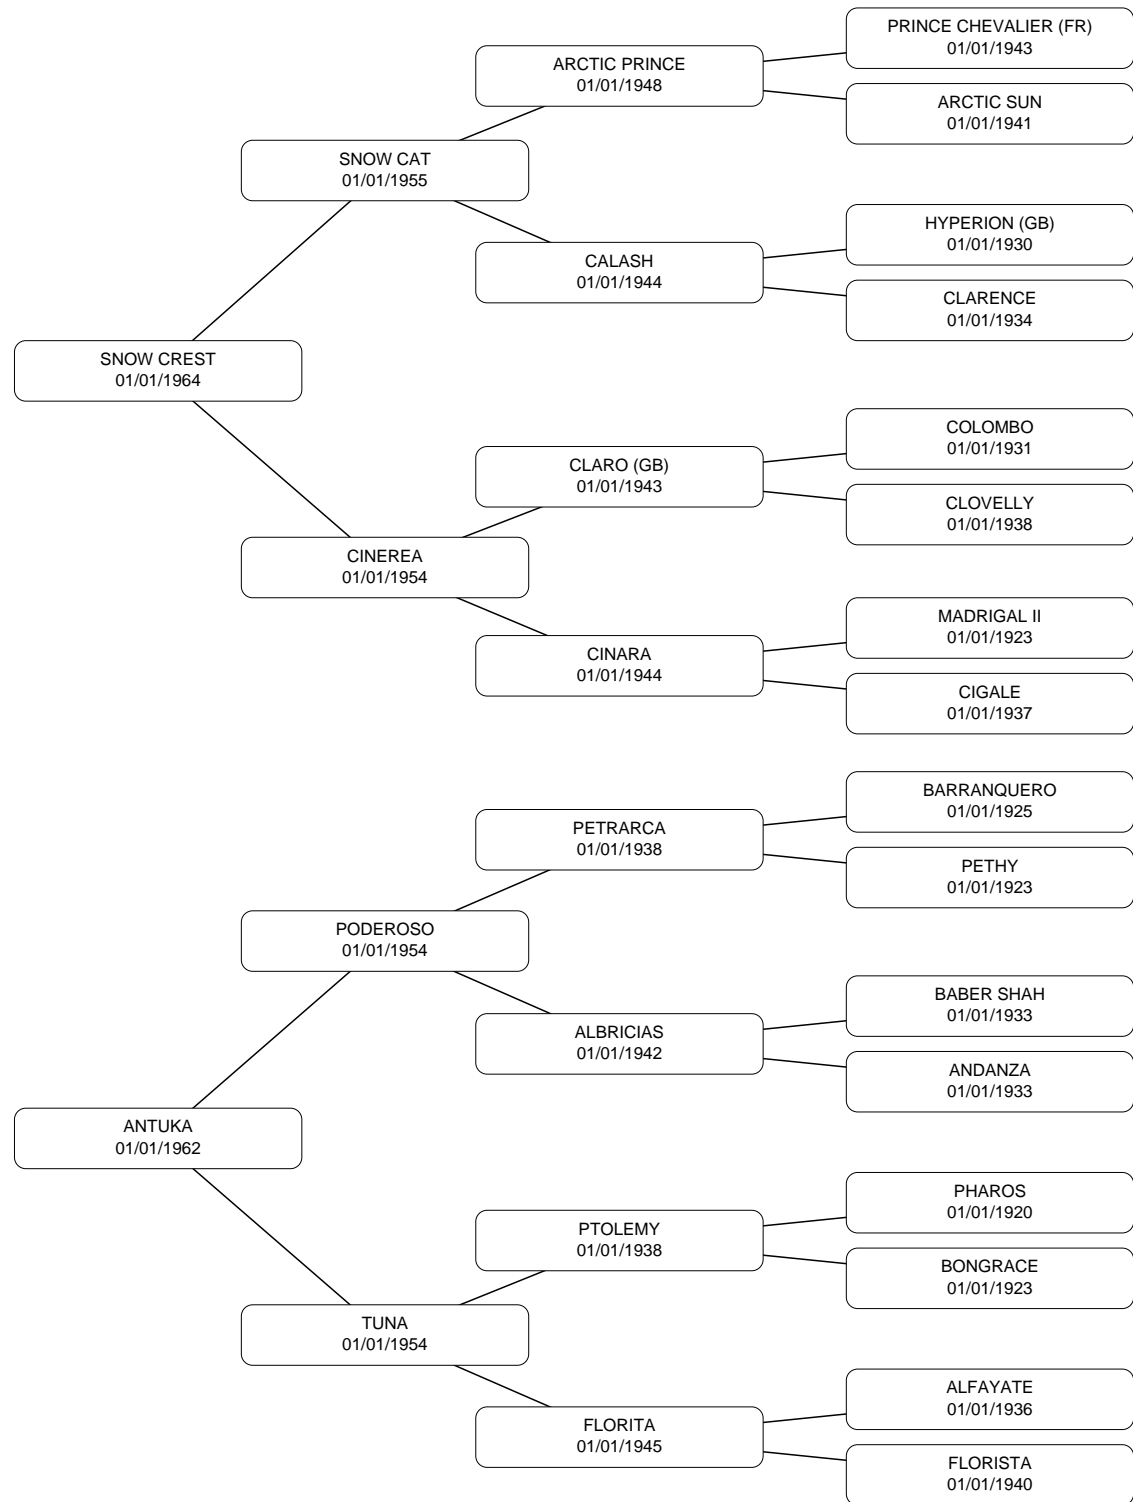 PRINCE CHEVALIER (FR)
01/01/1943
ARCTIC PRINCE
01/01/1948
ARCTIC SUN
01/01/1941
SNOW CAT
01/01/1955
HYPERION (GB)
01/01/1930
CALASH
01/01/1944
CLARENCE
01/01/1934
SNOW CREST
01/01/1964
COLOMBO
01/01/1931
CLARO (GB)
01/01/1943
CLOVELLY
01/01/1938
CINEREA
01/01/1954
MADRIGAL II
01/01/1923
CINARA
01/01/1944
CIGALE
01/01/1937
BARRANQUERO
01/01/1925
PETRARCA
01/01/1938
PETHY
01/01/1923
PODEROSO
01/01/1954
BABER SHAH
01/01/1933
ALBRICIAS
01/01/1942
ANDANZA
01/01/1933
ANTUKA
01/01/1962
PHAROS
01/01/1920
PTOLEMY
01/01/1938
BONGRACE
01/01/1923
TUNA
01/01/1954
ALFAYATE
01/01/1936
FLORITA
01/01/1945
FLORISTA
01/01/1940